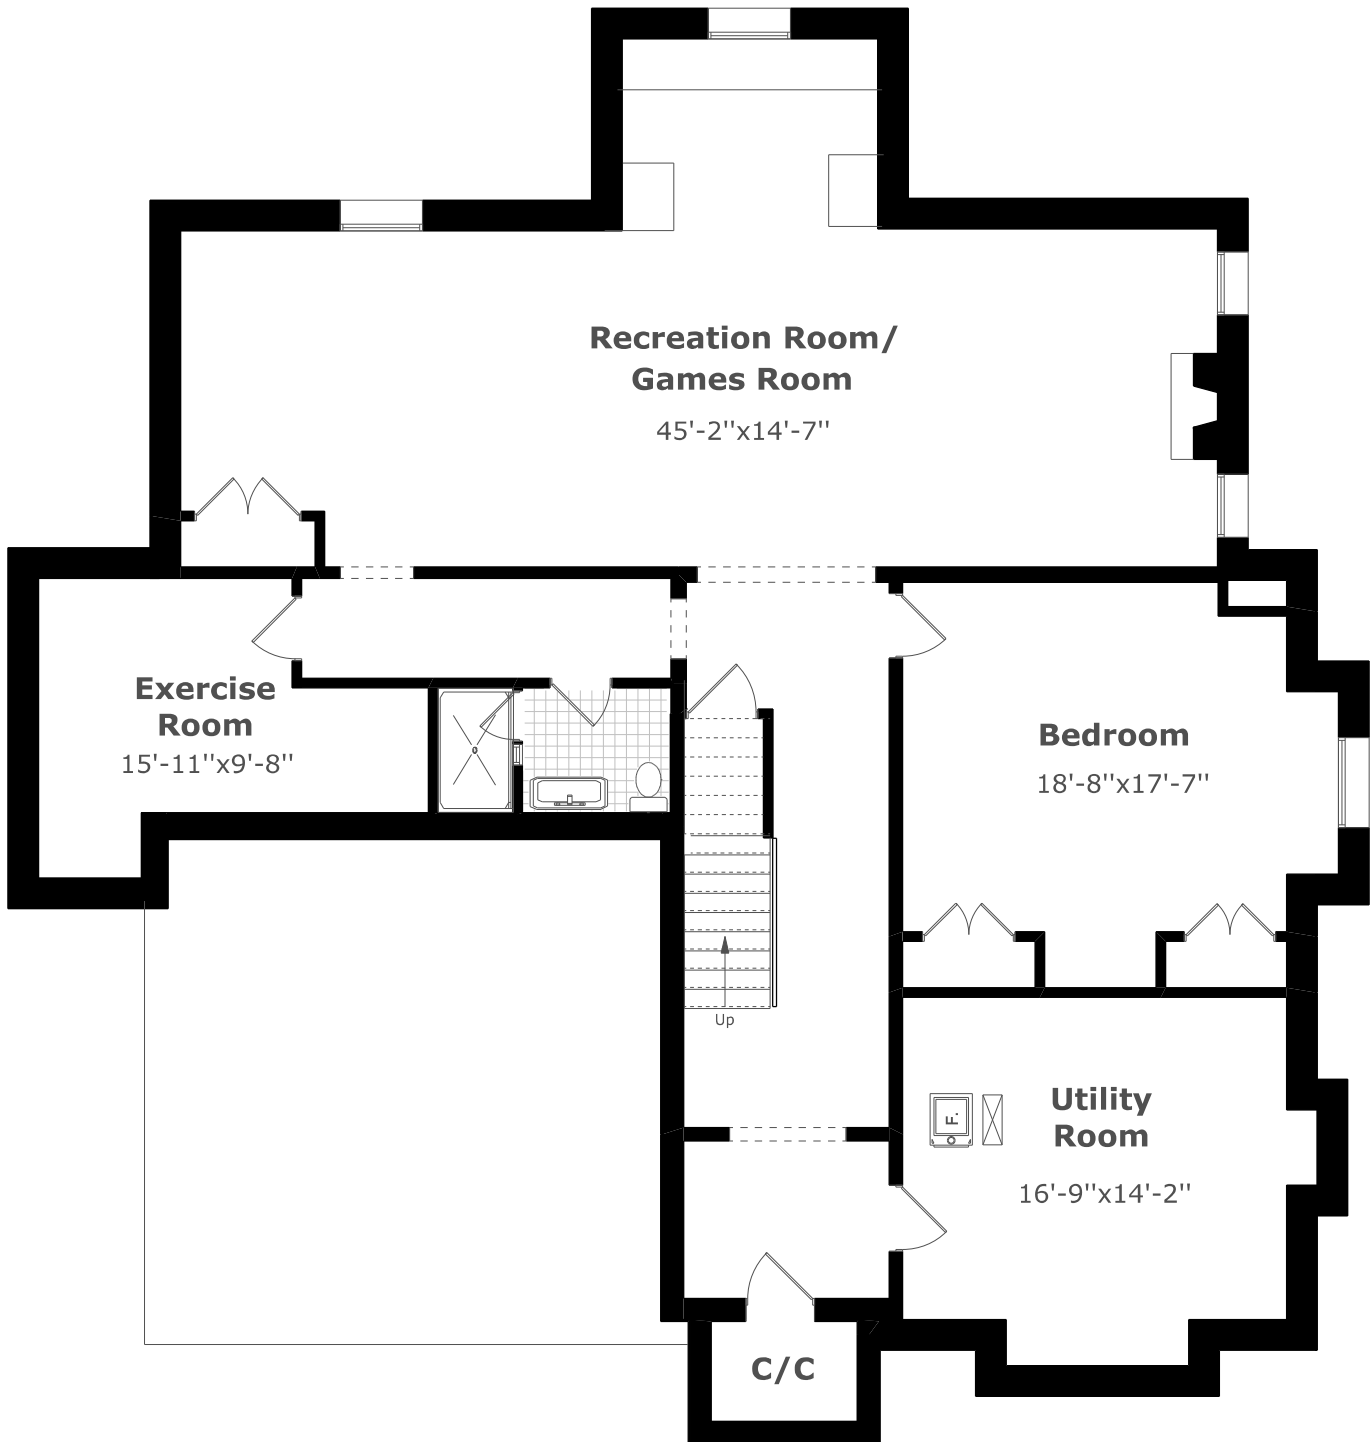 Recreation Room/
Games Room
45'-2''x14'-7''
Exercise
Room
15'-11''x9'-8''
Bedroom
18'-8''x17'-7''
Up
Utility
Room
F.
16'-9''x14'-2''
C/C